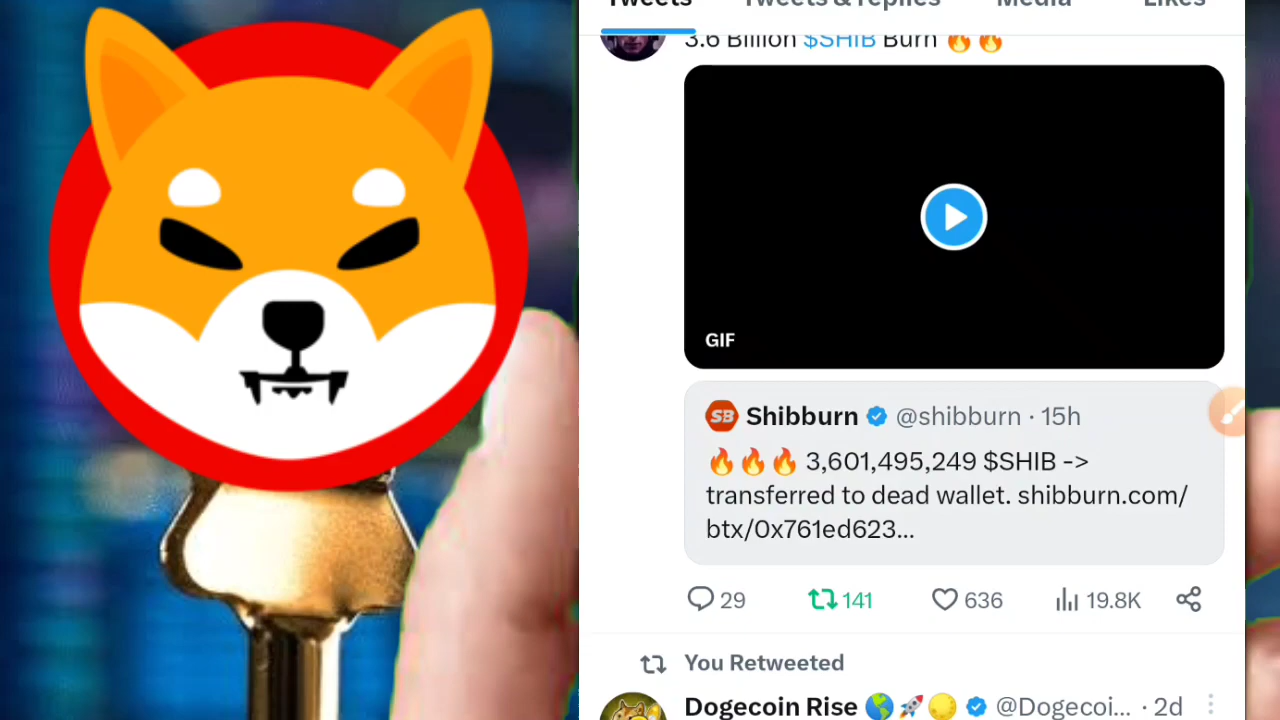 Tweets Tweets & replies Media Likes
3.6 Billion $SHIB Burn 🔥🔥
GIF
SB Shibburn @shibburn · 15h
🔥🔥🔥 3,601,495,249 $SHIB ->
transferred to dead wallet. shibburn.com/
btx/0x761ed623...
29 141 636 19.8K
You Retweeted
Dogecoin Rise 🌎🚀🌕 @Dogecoi... · 2d